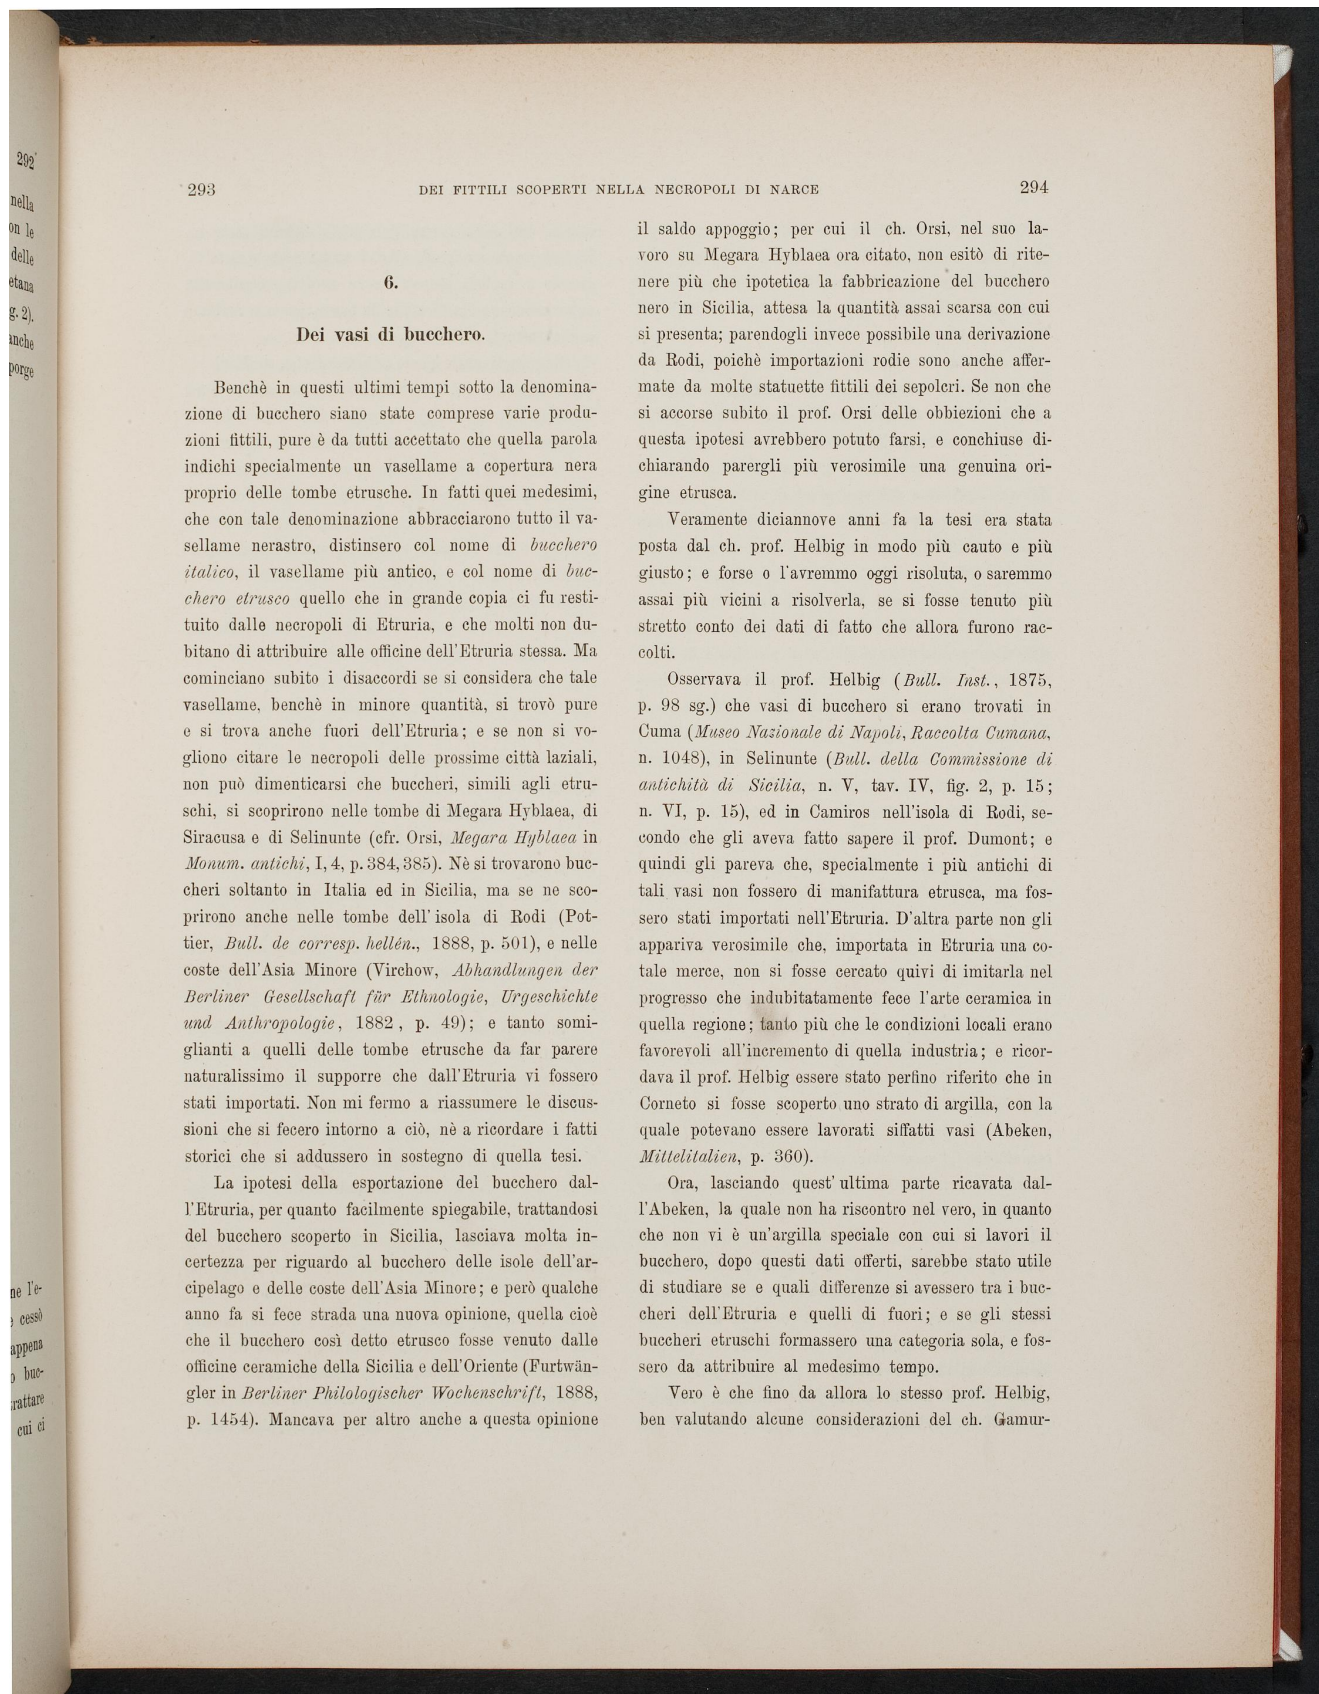 292
nella
on le
delle
etana
g. 2).
anche
porge
ne l'e-
cessò
appena
buc-
trattare
cui ci
293
DEI FITTILI SCOPERTI NELLA NECROPOLI DI NARCE
294
6.
Dei vasi di bucchero.
Benchè in questi ultimi tempi sotto la denomina-
zione di bucchero siano state comprese varie produ-
zioni fittili, pure è da tutti accettato che quella parola
indichi specialmente un vasellame a copertura nera
proprio delle tombe etrusche. In fatti quei medesimi,
che con tale denominazione abbracciarono tutto il va-
sellame nerastro, distinsero col nome di bucchero
italico, il vasellame più antico, e col nome di buc-
chero etrusco quello che in grande copia ci fu resti-
tuito dalle necropoli di Etruria, e che molti non du-
bitano di attribuire alle officine dell'Etruria stessa. Ma
cominciano subito i disaccordi se si considera che tale
vasellame, benchè in minore quantità, si trovò pure
e si trova anche fuori dell'Etruria; e se non si vo-
gliono citare le necropoli delle prossime città laziali,
non può dimenticarsi che buccheri, simili agli etru-
schi, si scoprirono nelle tombe di Megara Hyblaea, di
Siracusa e di Selinunte (cfr. Orsi, Megara Hyblaea in
Monum. antichi, I, 4, p. 384, 385). Nè si trovarono buc-
cheri soltanto in Italia ed in Sicilia, ma se ne sco-
prirono anche nelle tombe dell' isola di Rodi (Pot-
tier, Bull. de corresp. hellén., 1888, p. 501), e nelle
coste dell'Asia Minore (Virchow, Abhandlungen der
Berliner Gesellschaft für Ethnologie, Urgeschichte
und Anthropologie, 1882, p. 49); e tanto somi-
glianti a quelli delle tombe etrusche da far parere
naturalissimo il supporre che dall'Etruria vi fossero
stati importati. Non mi fermo a riassumere le discus-
sioni che si fecero intorno a ciò, nè a ricordare i fatti
storici che si addussero in sostegno di quella tesi.
La ipotesi della esportazione del bucchero dal-
l'Etruria, per quanto facilmente spiegabile, trattandosi
del bucchero scoperto in Sicilia, lasciava molta in-
certezza per riguardo al bucchero delle isole dell'ar-
cipelago e delle coste dell'Asia Minore; e però qualche
anno fa si fece strada una nuova opinione, quella cioè
che il bucchero così detto etrusco fosse venuto dalle
officine ceramiche della Sicilia e dell'Oriente (Furtwän-
gler in Berliner Philologischer Wochenschrift, 1888,
p. 1454). Mancava per altro anche a questa opinione
il saldo appoggio; per cui il ch. Orsi, nel suo la-
voro su Megara Hyblaea ora citato, non esitò di rite-
nere più che ipotetica la fabbricazione del bucchero
nero in Sicilia, attesa la quantità assai scarsa con cui
si presenta; parendogli invece possibile una derivazione
da Rodi, poichè importazioni rodie sono anche affer-
mate da molte statuette fittili dei sepolcri. Se non che
si accorse subito il prof. Orsi delle obbiezioni che a
questa ipotesi avrebbero potuto farsi, e conchiuse di-
chiarando parergli più verosimile una genuina ori-
gine etrusca.
Veramente diciannove anni fa la tesi era stata
posta dal ch. prof. Helbig in modo più cauto e più
giusto; e forse o l'avremmo oggi risoluta, o saremmo
assai più vicini a risolverla, se si fosse tenuto più
stretto conto dei dati di fatto che allora furono rac-
colti.
Osservava il prof. Helbig (Bull. Inst., 1875,
p. 98 sg.) che vasi di bucchero si erano trovati in
Cuma (Museo Nazionale di Napoli, Raccolta Cumana,
n. 1048), in Selinunte (Bull. della Commissione di
antichità di Sicilia, n. V, tav. IV, fig. 2, p. 15;
n. VI, p. 15), ed in Camiros nell'isola di Rodi, se-
condo che gli aveva fatto sapere il prof. Dumont; e
quindi gli pareva che, specialmente i più antichi di
tali vasi non fossero di manifattura etrusca, ma fos-
sero stati importati nell'Etruria. D'altra parte non gli
appariva verosimile che, importata in Etruria una co-
tale merce, non si fosse cercato quivi di imitarla nel
progresso che indubitatamente fece l'arte ceramica in
quella regione; tanto più che le condizioni locali erano
favorevoli all'incremento di quella industria; e ricor-
dava il prof. Helbig essere stato perfino riferito che in
Corneto si fosse scoperto uno strato di argilla, con la
quale potevano essere lavorati siffatti vasi (Abeken,
Mittelitalien, p. 360).
Ora, lasciando quest' ultima parte ricavata dal-
l'Abeken, la quale non ha riscontro nel vero, in quanto
che non vi è un'argilla speciale con cui si lavori il
bucchero, dopo questi dati offerti, sarebbe stato utile
di studiare se e quali differenze si avessero tra i buc-
cheri dell'Etruria e quelli di fuori; e se gli stessi
buccheri etruschi formassero una categoria sola, e fos-
sero da attribuire al medesimo tempo.
Vero è che fino da allora lo stesso prof. Helbig,
ben valutando alcune considerazioni del ch. Gamur-